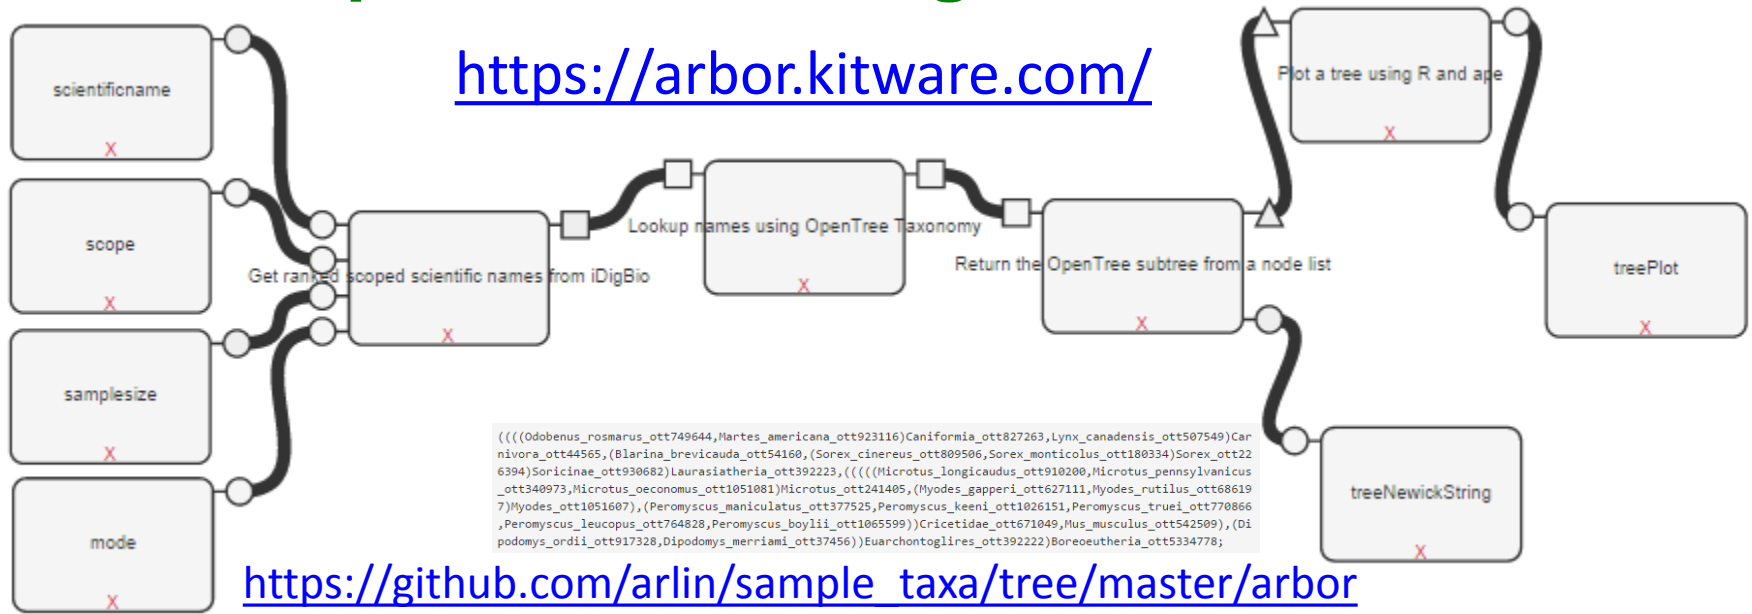 https://arbor.kitware.com/
scientificname
X
scope
X
samplesize
X
mode
X
Get ranked scoped scientific names from iDigBio
X
Lookup names using OpenTree Taxonomy
X
Return the OpenTree subtree from a node list
X
Plot a tree using R and ape
X
treePlot
X
treeNewickString
X
((((Odobenus_rosmarus_ott749644,Martes_americana_ott923116)Caniformia_ott827263,Lynx_canadensis_ott507549)Car
nivora_ott44565,(Blarina_brevicauda_ott54160,(Sorex_cinereus_ott809506,Sorex_monticolus_ott180334)Sorex_ott22
6394)Soricinae_ott930682)Laurasiatheria_ott392223,(((((Microtus_longicaudus_ott910200,Microtus_pennsylvanicus
_ott340973,Microtus_oeconomus_ott1051081)Microtus_ott241405,(Myodes_gapperi_ott627111,Myodes_rutilus_ott68619
7)Myodes_ott1051607),(Peromyscus_maniculatus_ott377525,Peromyscus_keeni_ott1026151,Peromyscus_truei_ott770866
,Peromyscus_leucopus_ott764828,Peromyscus_boylii_ott1065599))Cricetidae_ott671049,Mus_musculus_ott542509),(Di
podomys_ordii_ott917328,Dipodomys_merriami_ott37456))Euarchontoglires_ott392222)Boreoeutheria_ott5334778;
https://github.com/arlin/sample_taxa/tree/master/arbor